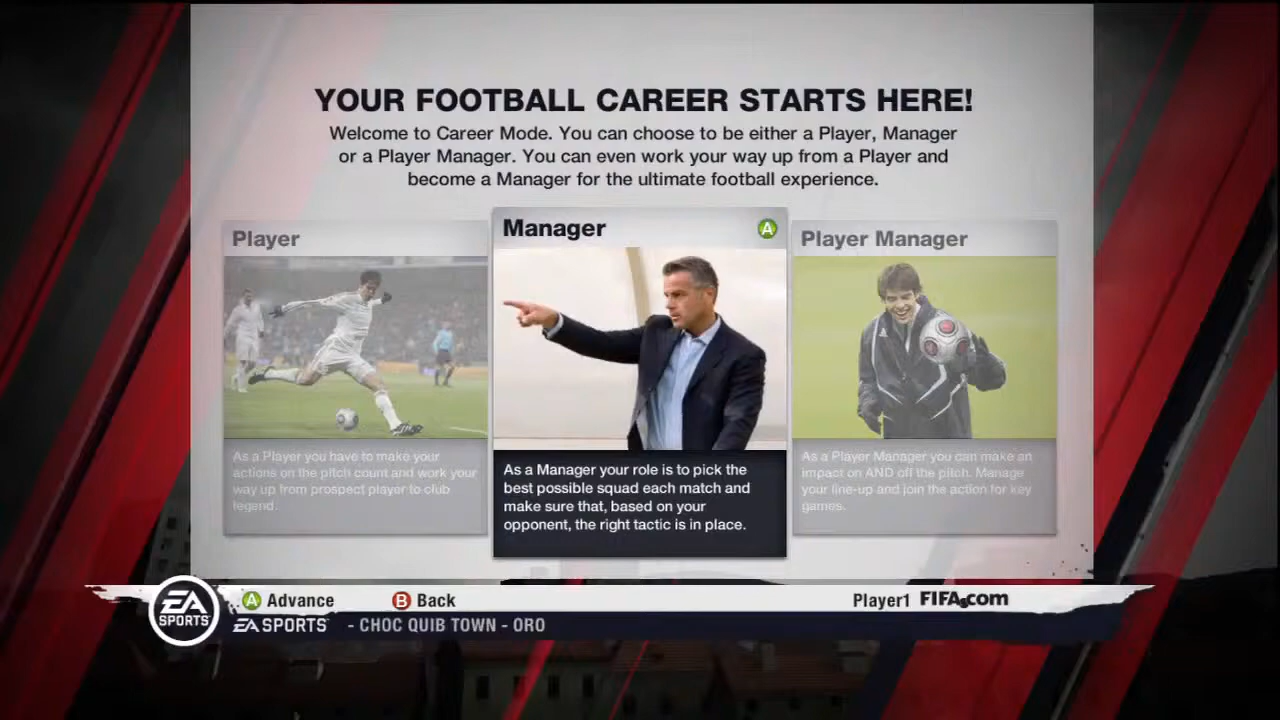 YOUR FOOTBALL CAREER STARTS HERE!
Welcome to Career Mode. You can choose to be either a Player, Manager
or a Player Manager. You can even work your way up from a Player and
become a Manager for the ultimate football experience.
Player
As a Player you have to make your
actions on the pitch count and work your
way up from prospect player to club
legend.
Manager
A
As a Manager your role is to pick the
best possible squad each match and
make sure that, based on your
opponent, the right tactic is in place.
Player Manager
As a Player Manager you can make an
impact on AND off the pitch. Manage
your line-up and join the action for key
games.
EA
SPORTS
A Advance
B Back
Player1 FIFA.com
EA SPORTS - CHOC QUIB TOWN - ORO